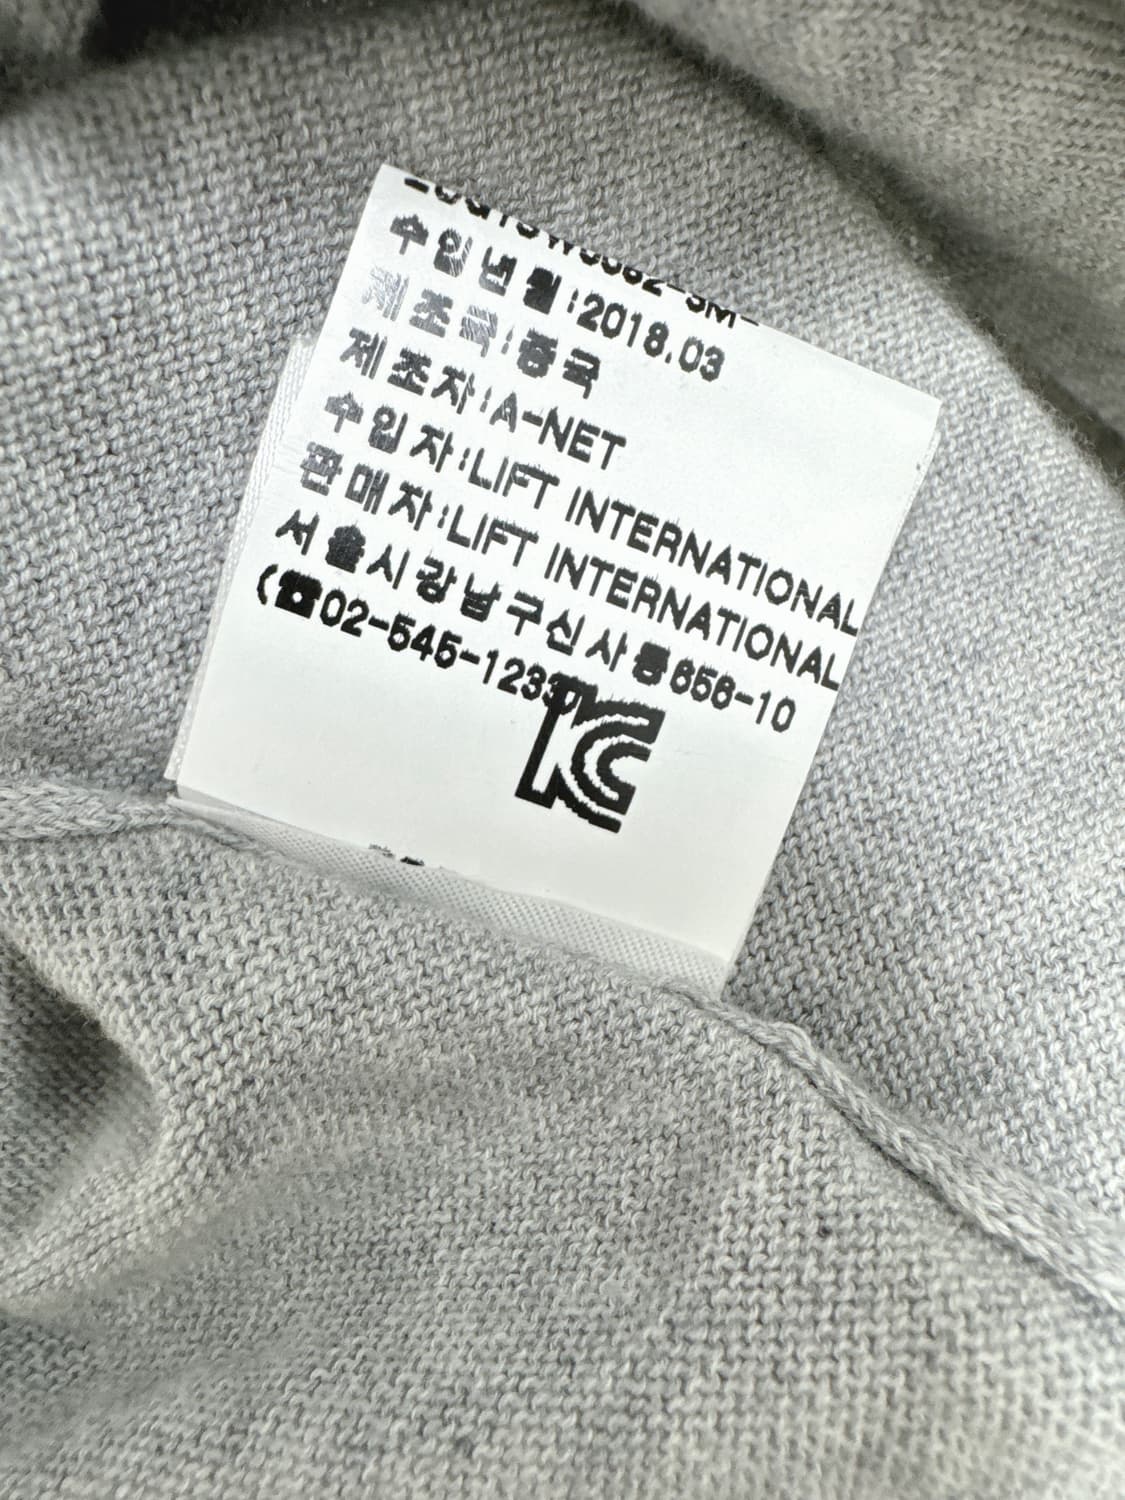 수입년월:2018.03
제조국:중국
제조자:A-NET
수입자:LIFT INTERNATIONAL
판매자:LIFT INTERNATIONAL
서울시강남구신사동656-10
(☎02-545-1233)
KC